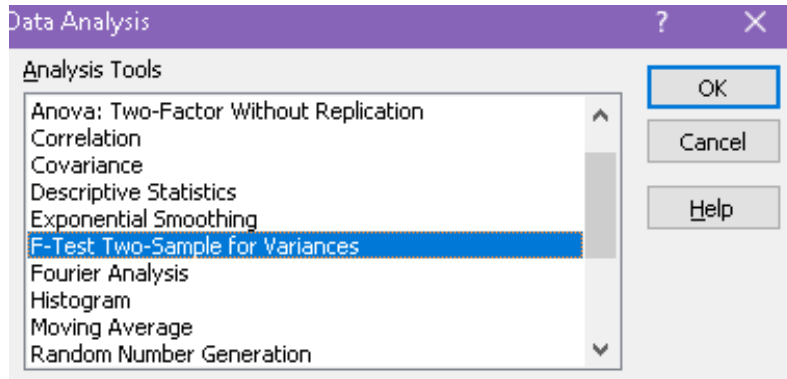 Data Analysis ? ×
Analysis Tools
Anova: Two-Factor Without Replication
Correlation
Covariance
Descriptive Statistics
Exponential Smoothing
F-Test Two-Sample for Variances
Fourier Analysis
Histogram
Moving Average
Random Number Generation
OK
Cancel
Help